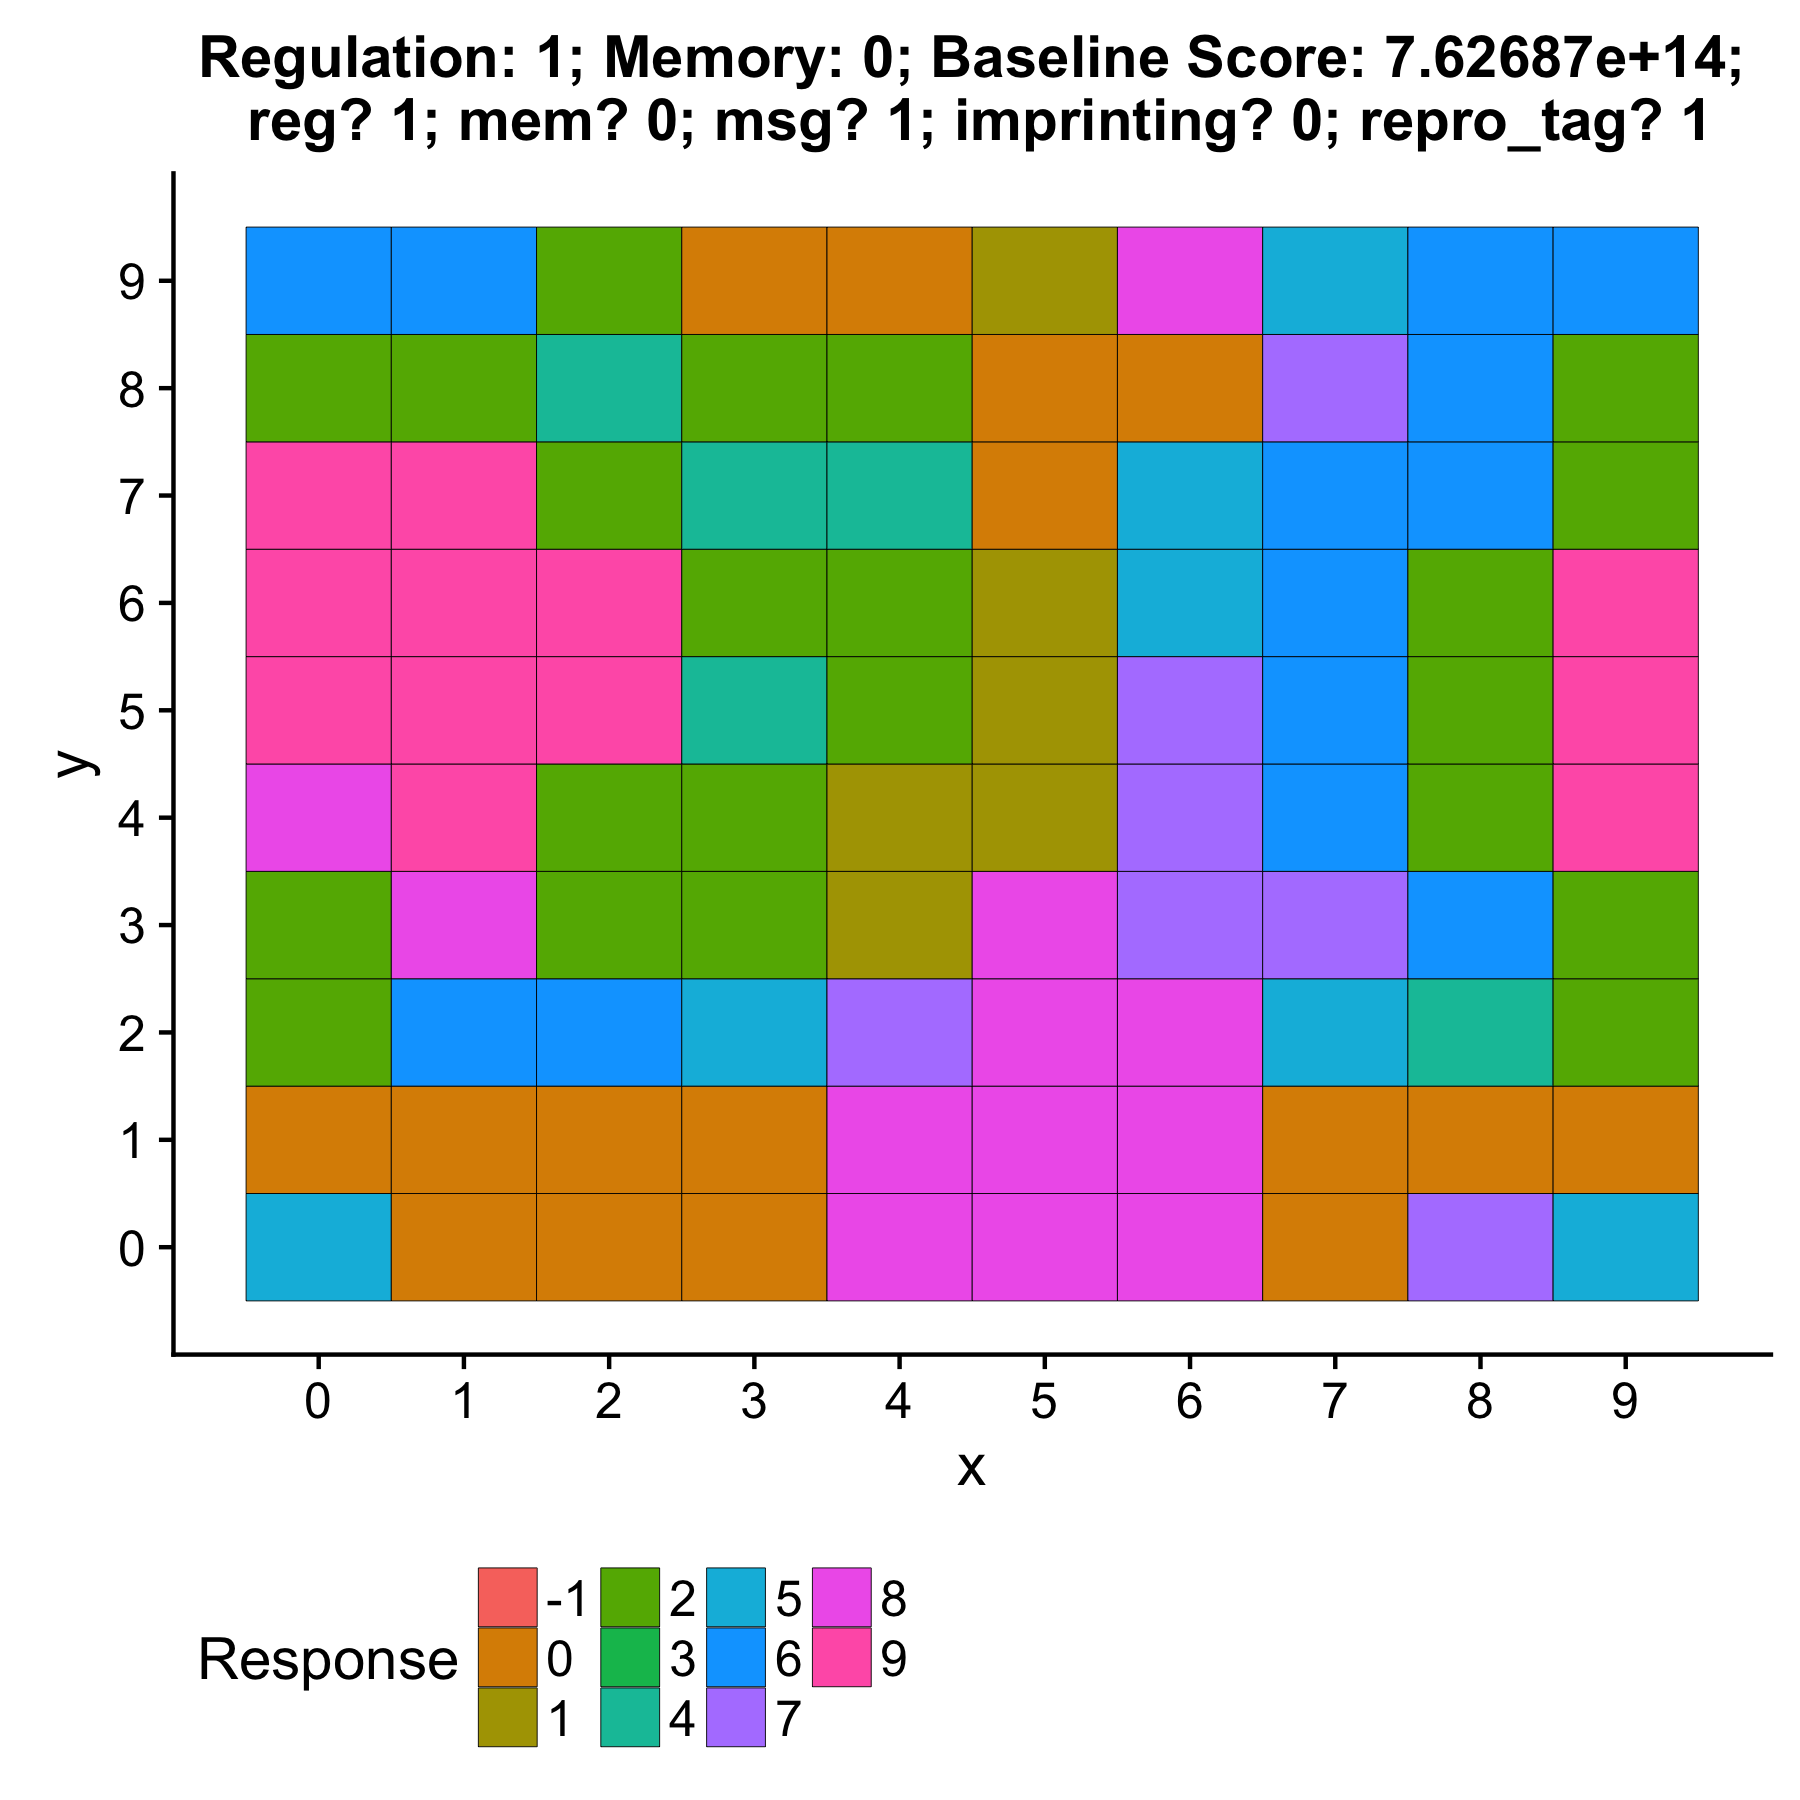 Regulation: 1; Memory: 0; Baseline Score: 7.62687e+14;
reg? 1; mem? 0; msg? 1; imprinting? 0; repro_tag? 1
9
8
7
6
5
4
3
2
1
0
y
0 1 2 3 4 5 6 7 8 9
x
Response
-1 2 5 8
0 3 6 9
1 4 7